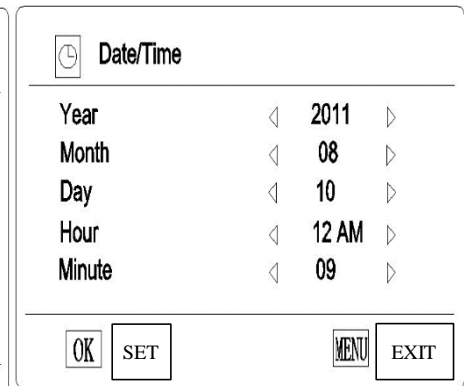 Date/Time
Year 2011
Month 08
Day 10
Hour 12 AM
Minute 09
OK SET MENU EXIT